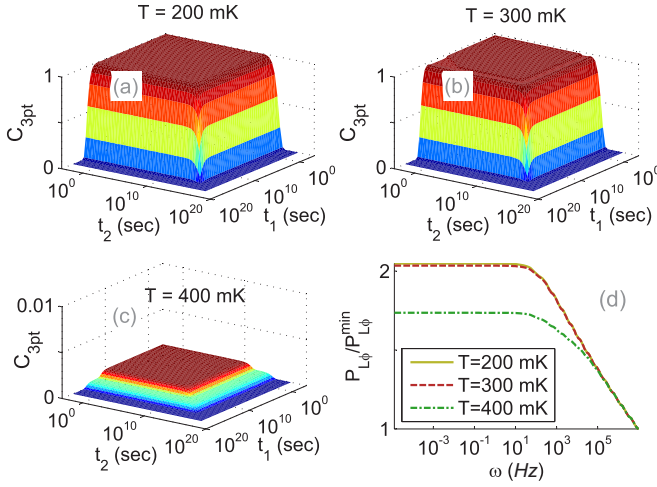 T = 200 mK
(a)
C3pt
1
0
10^0
10^10
10^20
t2 (sec)
10^20
10^10
10^0
t1 (sec)
T = 300 mK
(b)
C3pt
1
0
10^0
10^10
10^20
t2 (sec)
10^20
10^10
10^0
t1 (sec)
T = 400 mK
(c)
C3pt
0.01
0
10^0
10^10
10^20
t2 (sec)
10^20
10^10
10^0
t1 (sec)
(d)
PLϕ/PLϕ^min
2
1
T=200 mK
T=300 mK
T=400 mK
10^-3
10^-1
10^1
10^3
10^5
ω (Hz)